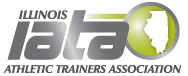 ILLINOIS
iata
ATHLETIC TRAINERS ASSOCIATION